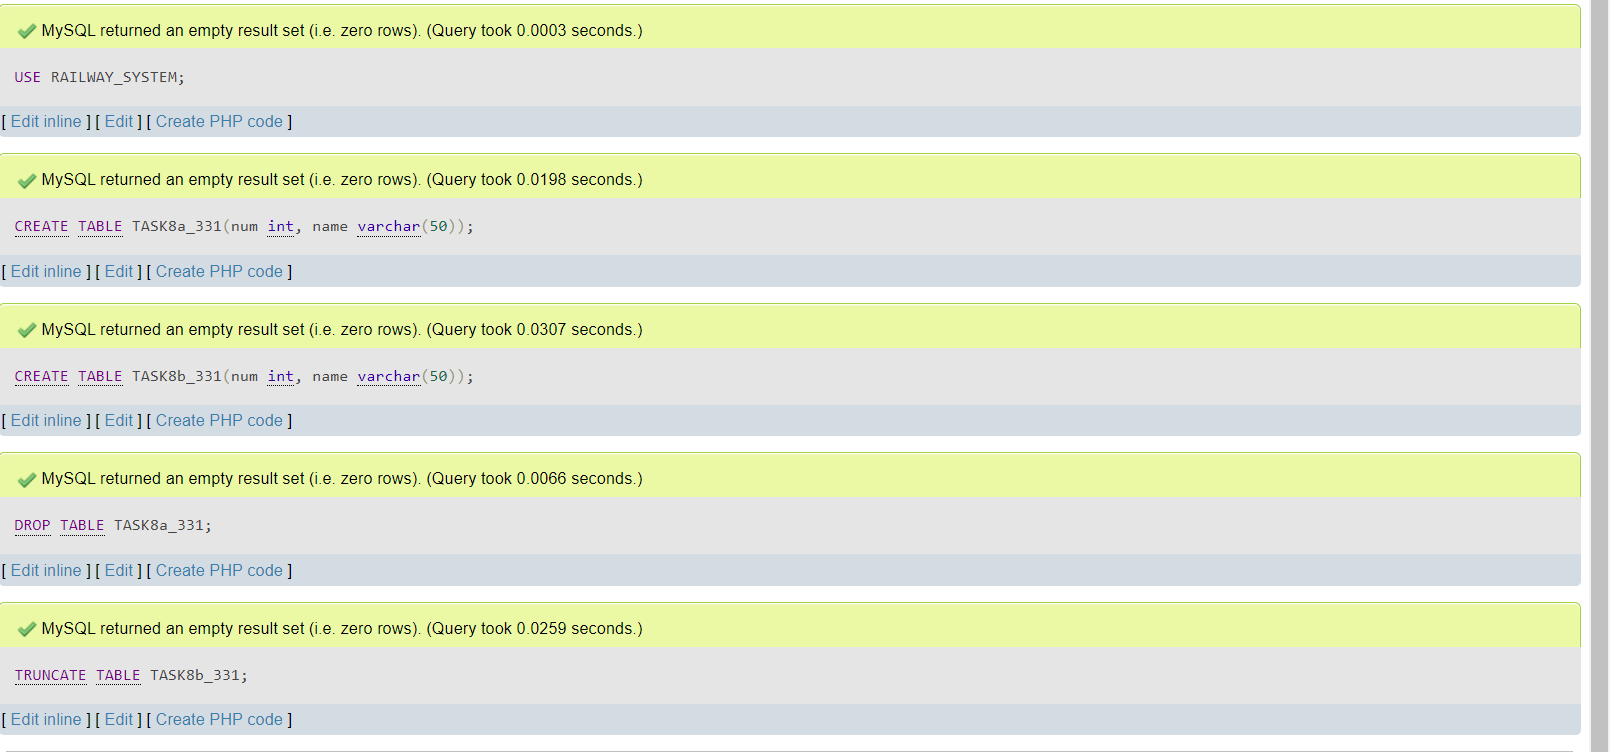 MySQL returned an empty result set (i.e. zero rows). (Query took 0.0003 seconds.)
USE RAILWAY_SYSTEM;
[ Edit inline ] [ Edit ] [ Create PHP code ]
MySQL returned an empty result set (i.e. zero rows). (Query took 0.0198 seconds.)
CREATE TABLE TASK8a_331(num int, name varchar(50));
[ Edit inline ] [ Edit ] [ Create PHP code ]
MySQL returned an empty result set (i.e. zero rows). (Query took 0.0307 seconds.)
CREATE TABLE TASK8b_331(num int, name varchar(50));
[ Edit inline ] [ Edit ] [ Create PHP code ]
MySQL returned an empty result set (i.e. zero rows). (Query took 0.0066 seconds.)
DROP TABLE TASK8a_331;
[ Edit inline ] [ Edit ] [ Create PHP code ]
MySQL returned an empty result set (i.e. zero rows). (Query took 0.0259 seconds.)
TRUNCATE TABLE TASK8b_331;
[ Edit inline ] [ Edit ] [ Create PHP code ]